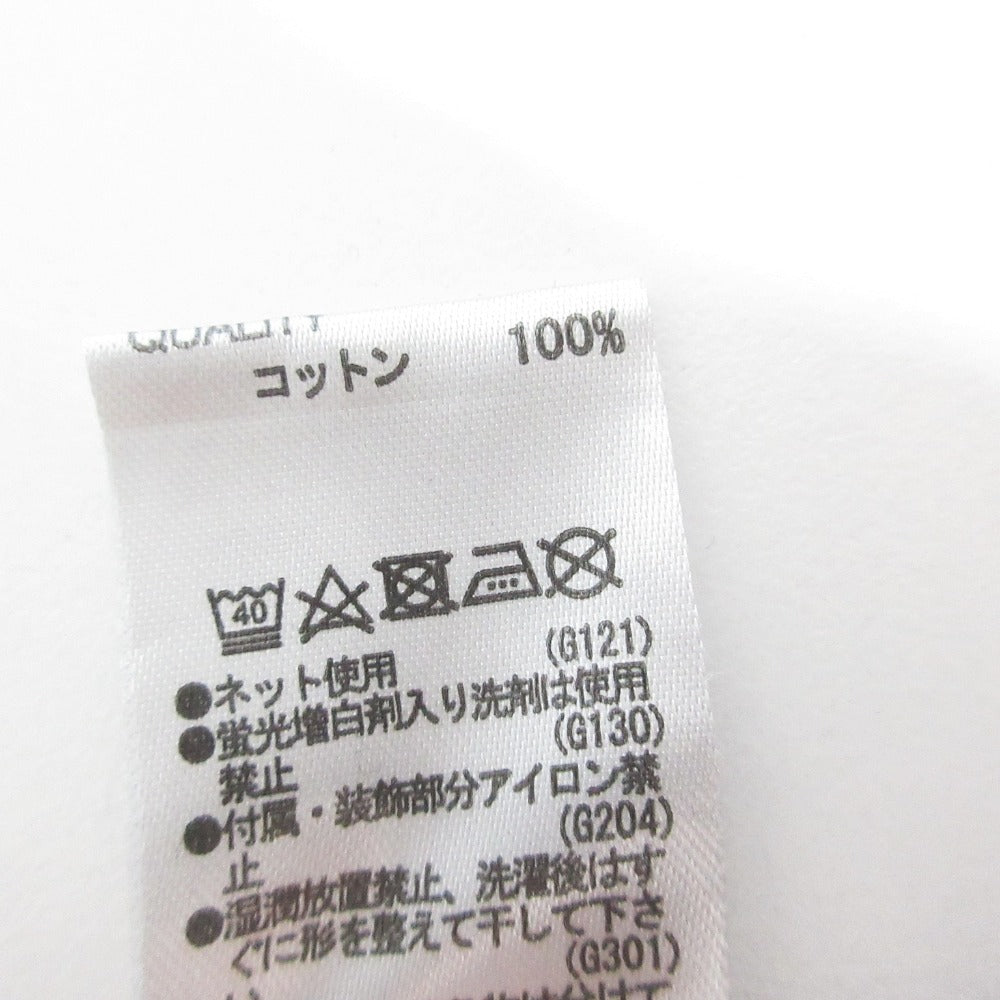 QUALITY
コットン 100%
40
●ネット使用 (G121)
●蛍光増白剤入り洗剤は使用
禁止 (G130)
●付属・装飾部分アイロン禁
止 (G204)
●湿潤放置禁止、洗濯後はす
ぐに形を整えて干して下さ
い (G301)